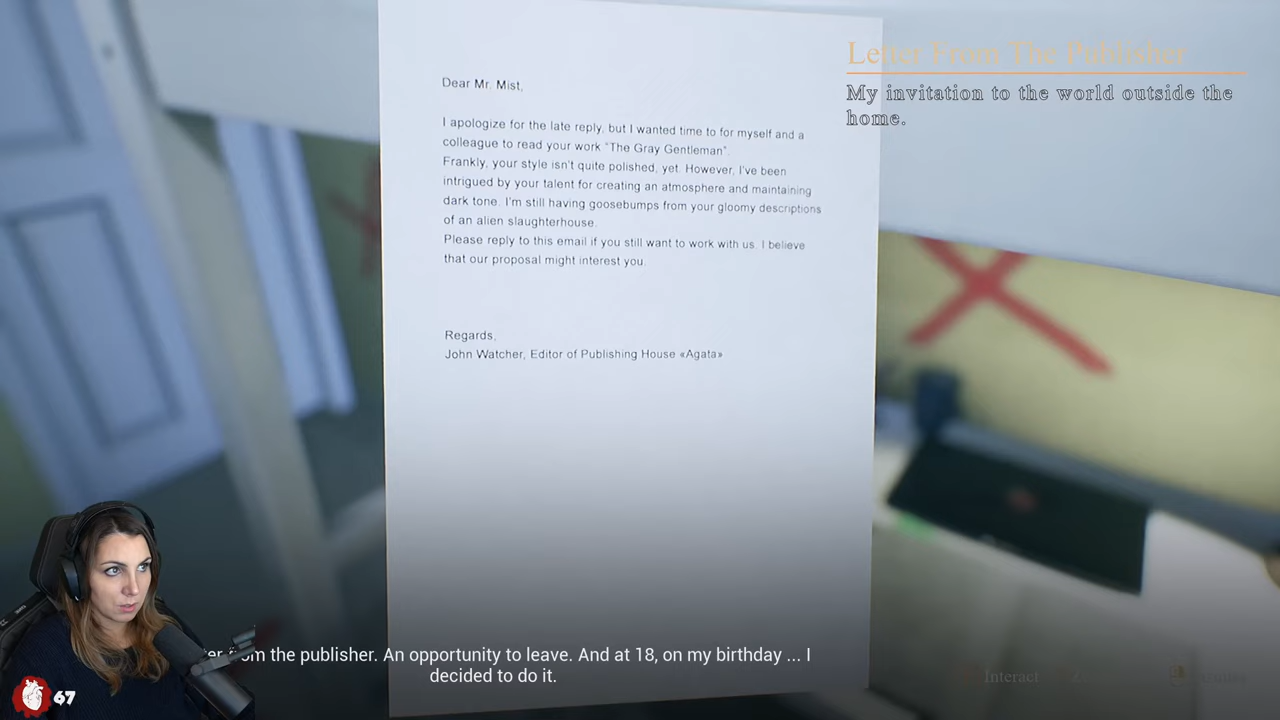 Letter From The Publisher
My invitation to the world outside the
home.
Dear Mr. Mist,
I apologize for the late reply, but I wanted time to for myself and a
colleague to read your work "The Gray Gentleman".
Frankly, your style isn't quite polished, yet. However, I've been
intrigued by your talent for creating an atmosphere and maintaining
dark tone. I'm still having goosebumps from your gloomy descriptions
of an alien slaughterhouse.
Please reply to this email if you still want to work with us. I believe
that our proposal might interest you.
Regards,
John Watcher, Editor of Publishing House «Agata»
from the publisher. An opportunity to leave. And at 18, on my birthday ... I
decided to do it.
Interact
67